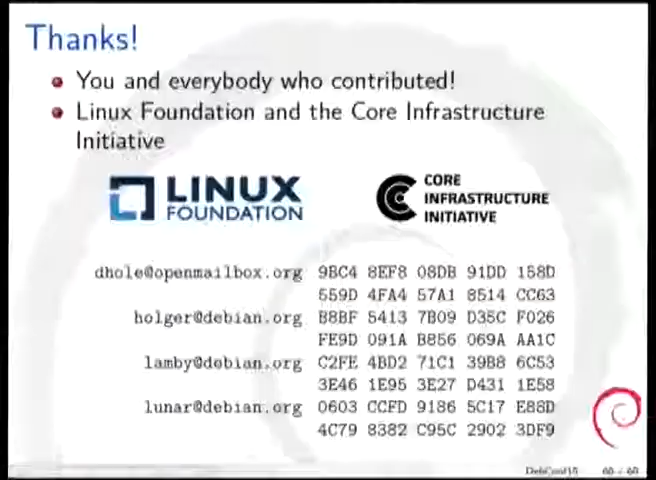 Thanks!
You and everybody who contributed!
Linux Foundation and the Core Infrastructure
Initiative
LINUX
FOUNDATION
CORE
INFRASTRUCTURE
INITIATIVE
dhole@openmailbox.org 9BC4 8EF8 08DB 91DD 158D
559D 4FA4 57A1 8514 CC63
holger@debian.org B8BF 5413 7B09 D35C F026
FE9D 091A B856 069A AA1C
lamby@debian.org C2FE 4BD2 71C1 39B8 6C53
3E46 1E95 3E27 D431 1E58
lunar@debian.org 0603 CCFD 9186 5C17 E88D
4C79 8382 C95C 2902 3DF9
DebConf15 60 / 60